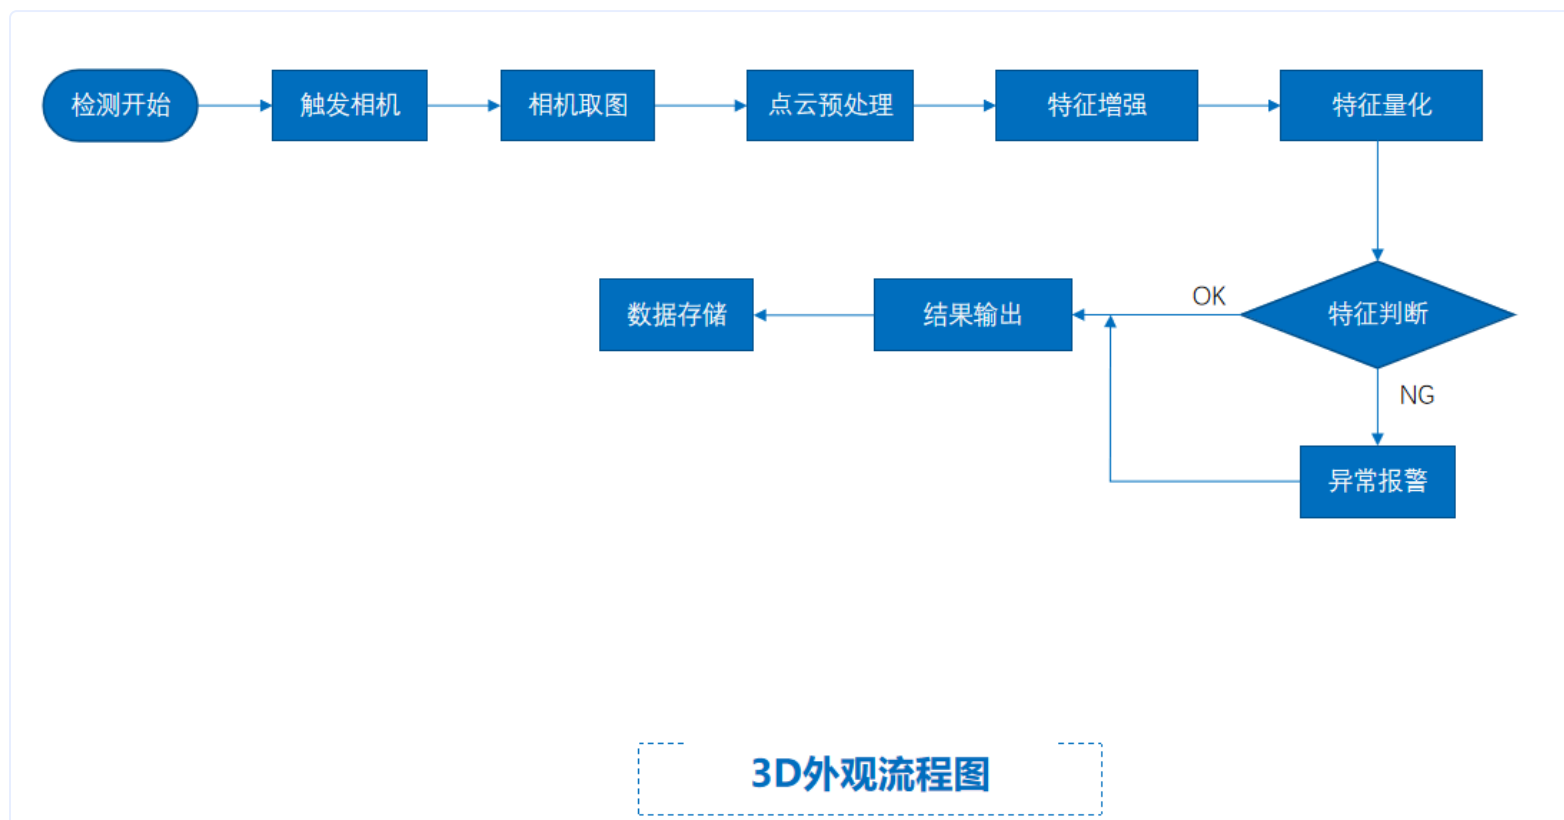 检测开始
触发相机
相机取图
点云预处理
特征增强
特征量化
特征判断
OK
结果输出
数据存储
NG
异常报警
3D外观流程图